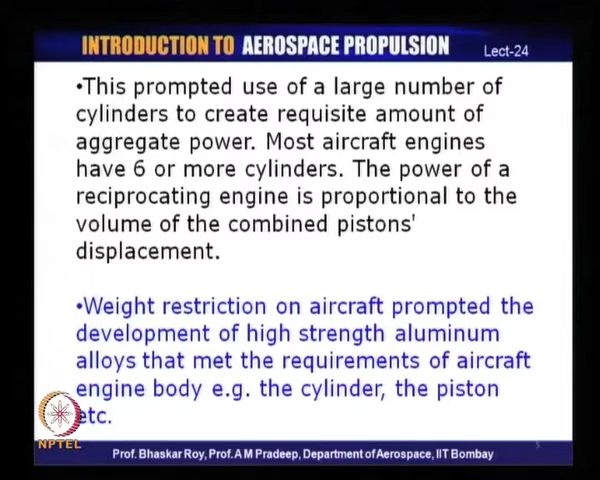 INTRODUCTION TO AEROSPACE PROPULSION
Lect-24
•This prompted use of a large number of
cylinders to create requisite amount of
aggregate power. Most aircraft engines
have 6 or more cylinders. The power of a
reciprocating engine is proportional to the
volume of the combined pistons'
displacement.
•Weight restriction on aircraft prompted the
development of high strength aluminum
alloys that met the requirements of aircraft
engine body e.g. the cylinder, the piston
etc.
NPTEL
5
Prof. Bhaskar Roy, Prof. A M Pradeep, Department of Aerospace, IIT Bombay